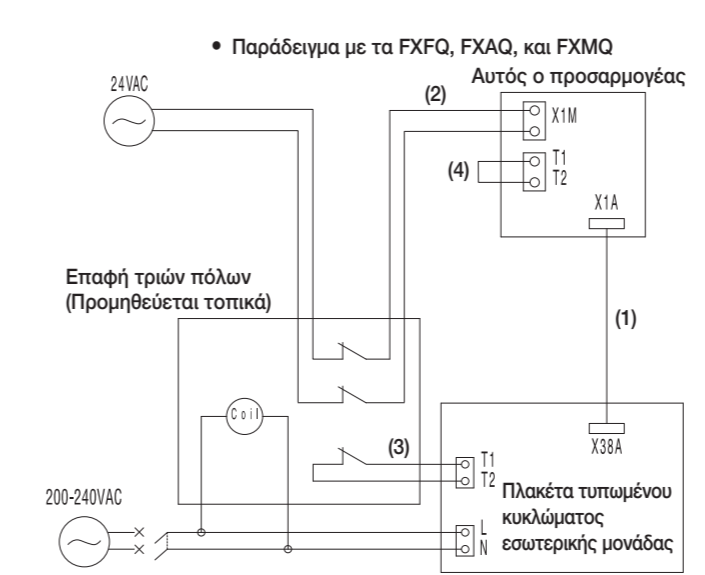 • Παράδειγμα με τα FXFQ, FXAQ, και FXMQ
24VAC
Αυτός ο προσαρμογέας
(2)
X1M
(4)
T1
T2
X1A
Επαφή τριών πόλων
(Προμηθεύεται τοπικά)
(1)
Coil
(3)
X38A
T1
T2
Πλακέτα τυπωμένου
κυκλώματος
εσωτερικής μονάδας
200-240VAC
L
N